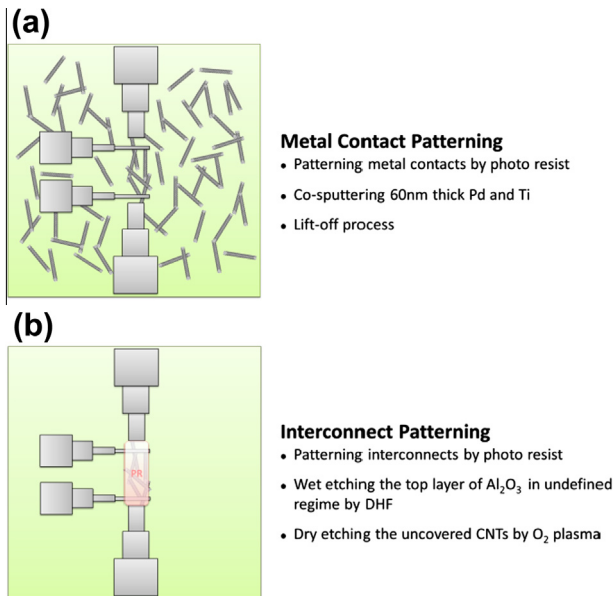 (a)
Metal Contact Patterning
• Patterning metal contacts by photo resist
• Co-sputtering 60nm thick Pd and Ti
• Lift-off process
(b)
PR
Interconnect Patterning
• Patterning interconnects by photo resist
• Wet etching the top layer of Al₂O₃ in undefined
regime by DHF
• Dry etching the uncovered CNTs by O₂ plasma